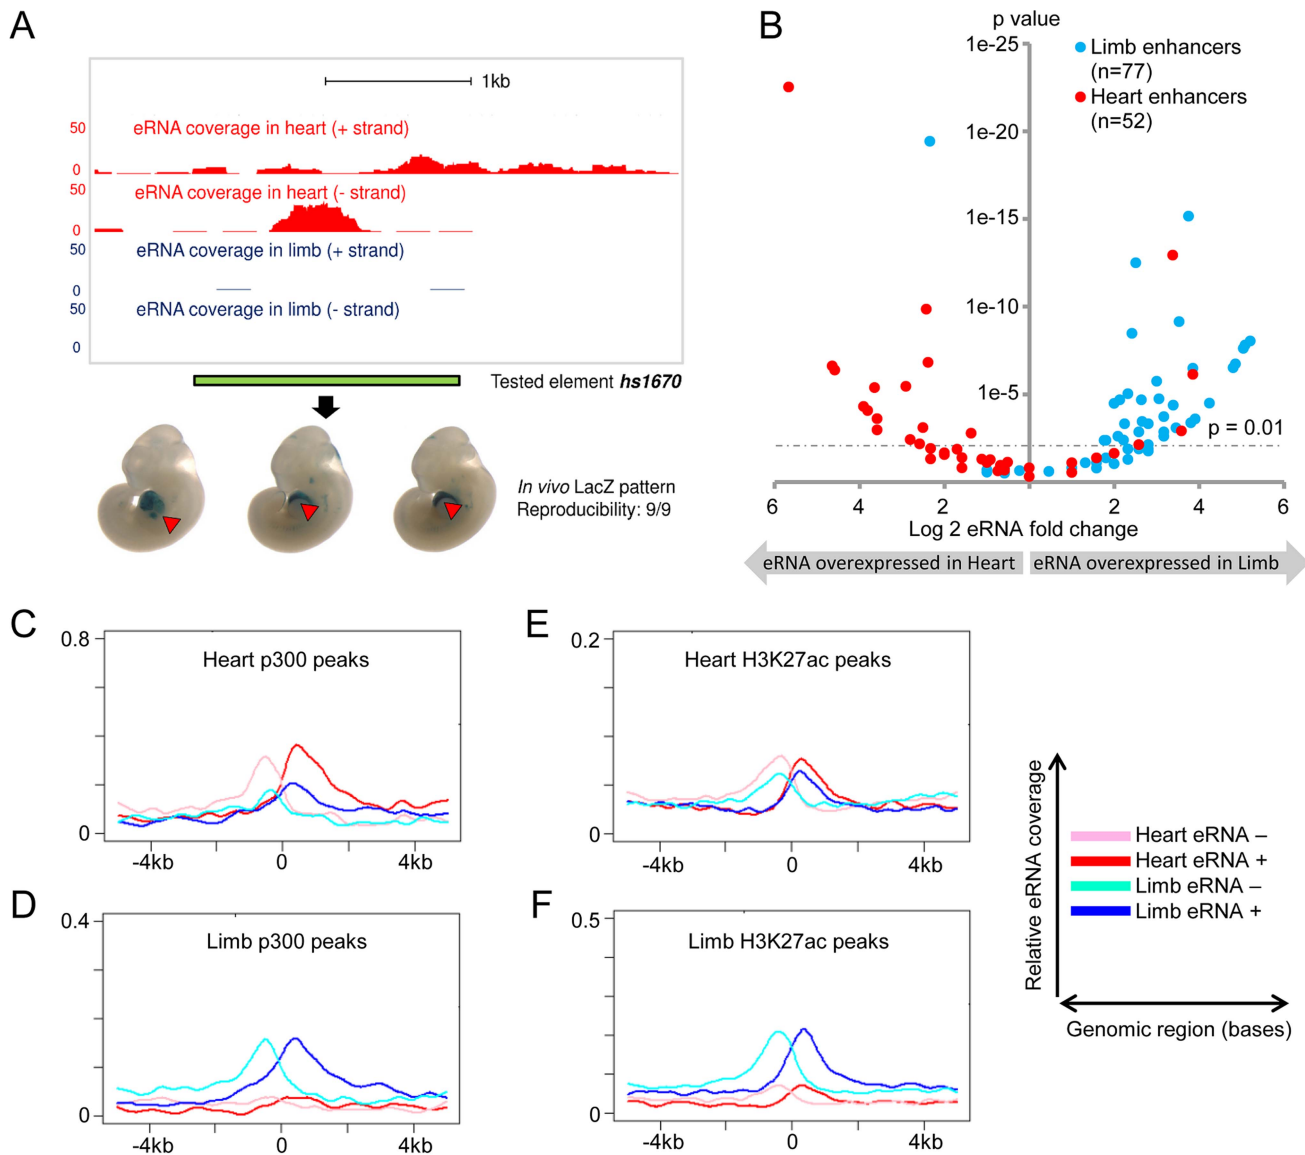 A
1kb
50
eRNA coverage in heart (+ strand)
0
50
eRNA coverage in heart (- strand)
0
50
eRNA coverage in limb (+ strand)
0
50
eRNA coverage in limb (- strand)
0
Tested element hs1670
In vivo LacZ pattern
Reproducibility: 9/9
B
p value
1e-25
1e-20
1e-15
1e-10
1e-5
Limb enhancers
(n=77)
Heart enhancers
(n=52)
p = 0.01
6
4
2
2
4
6
Log 2 eRNA fold change
eRNA overexpressed in Heart
eRNA overexpressed in Limb
C
0.8
Heart p300 peaks
0
-4kb
0
4kb
E
0.2
Heart H3K27ac peaks
0
-4kb
0
4kb
D
0.4
Limb p300 peaks
0
-4kb
0
4kb
F
0.5
Limb H3K27ac peaks
0
-4kb
0
4kb
Relative eRNA coverage
Heart eRNA –
Heart eRNA +
Limb eRNA –
Limb eRNA +
Genomic region (bases)